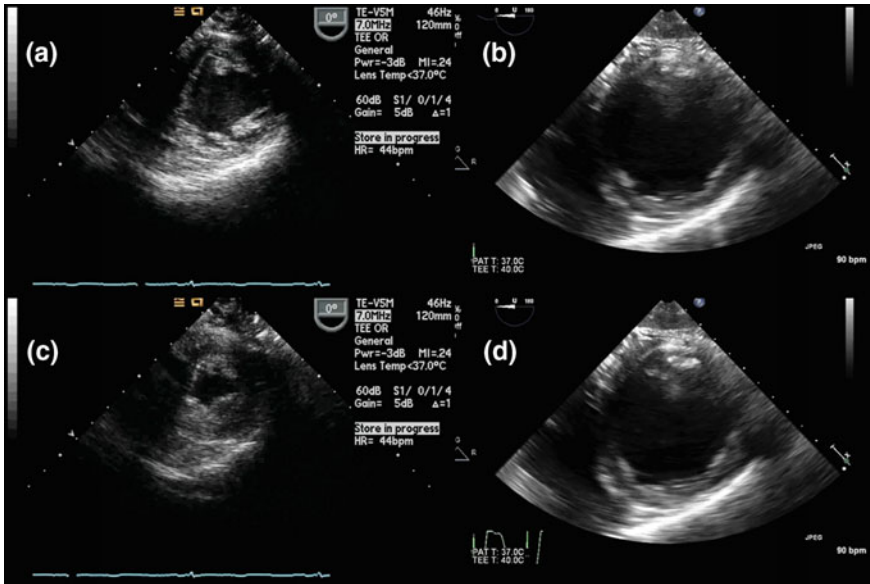 (a)
0°
TE-V5M 46Hz
7.0MHz 120mm
TEE OR
General
Pwr=-3dB MI=.24
Lens Temp<37.0°C
60dB S1/ 0/1/4
Gain= 5dB Δ=1
Store in progress
HR= 44bpm
(b)
0 180
PAT T: 37.0C
TEE T: 40.0C
JPEG
90 bpm
(c)
0°
TE-V5M 46Hz
7.0MHz 120mm
TEE OR
General
Pwr=-3dB MI=.24
Lens Temp<37.0°C
60dB S1/ 0/1/4
Gain= 5dB Δ=1
Store in progress
HR= 44bpm
(d)
0 180
PAT T: 37.0C
TEE T: 40.0C
JPEG
90 bpm